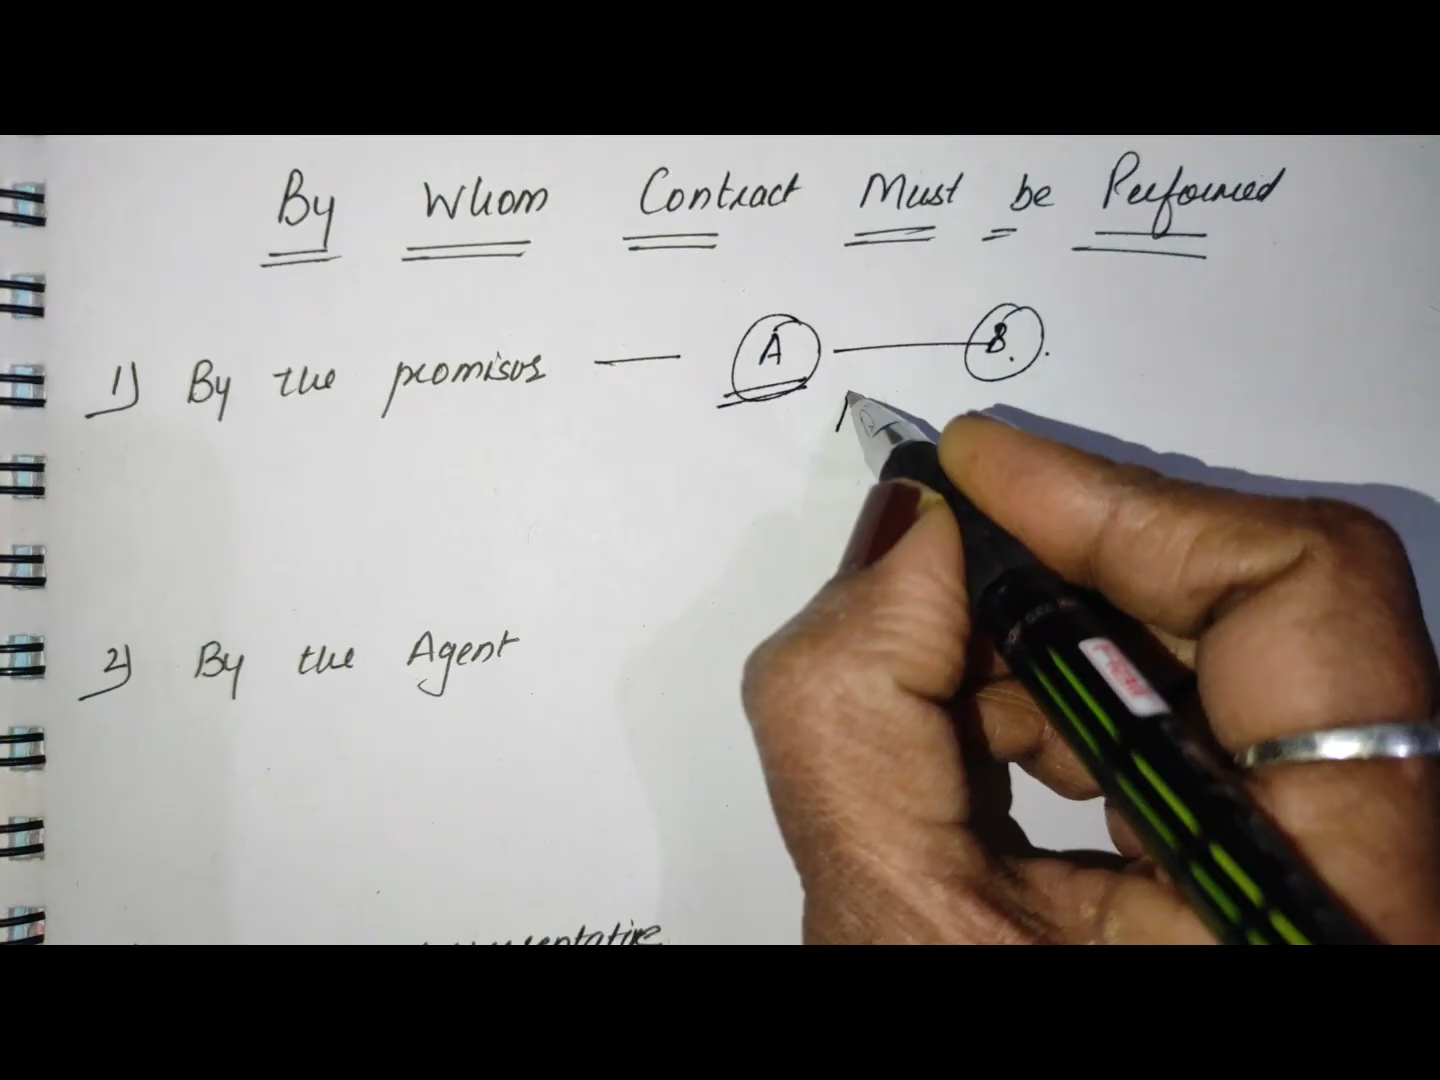 By Whom Contract Must be Performed
1) By the promisor — A — B.
2) By the Agent